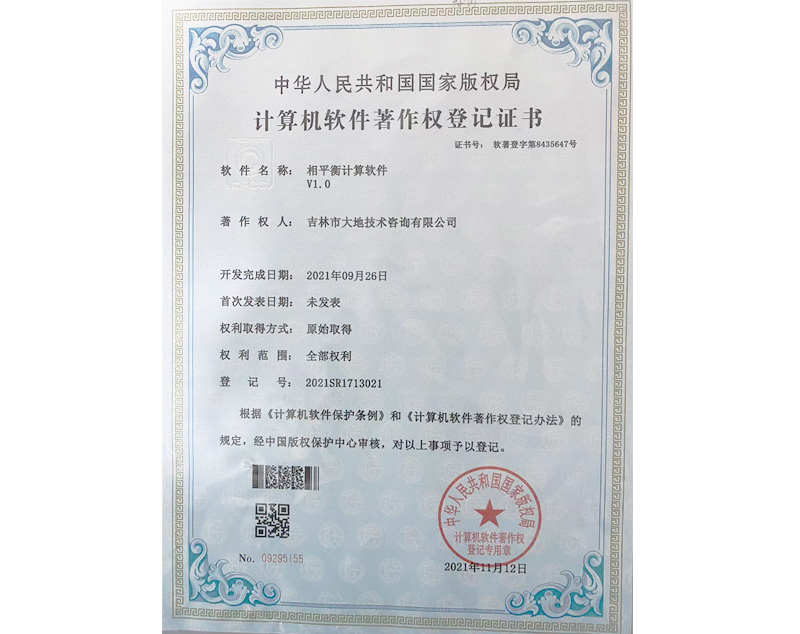 中华人民共和国国家版权局
计算机软件著作权登记证书
证书号： 软著登字第8435647号
软件名称： 相平衡计算软件
V1.0
著作权人： 吉林市大地技术咨询有限公司
开发完成日期： 2021年09月26日
首次发表日期： 未发表
权利取得方式： 原始取得
权利范围： 全部权利
登记号： 2021SR1713021
根据《计算机软件保护条例》和《计算机软件著作权登记办法》的
规定，经中国版权保护中心审核，对以上事项予以登记。
中华人民共和国国家版权局
计算机软件著作权
登记专用章
No. 09295155
2021年11月12日